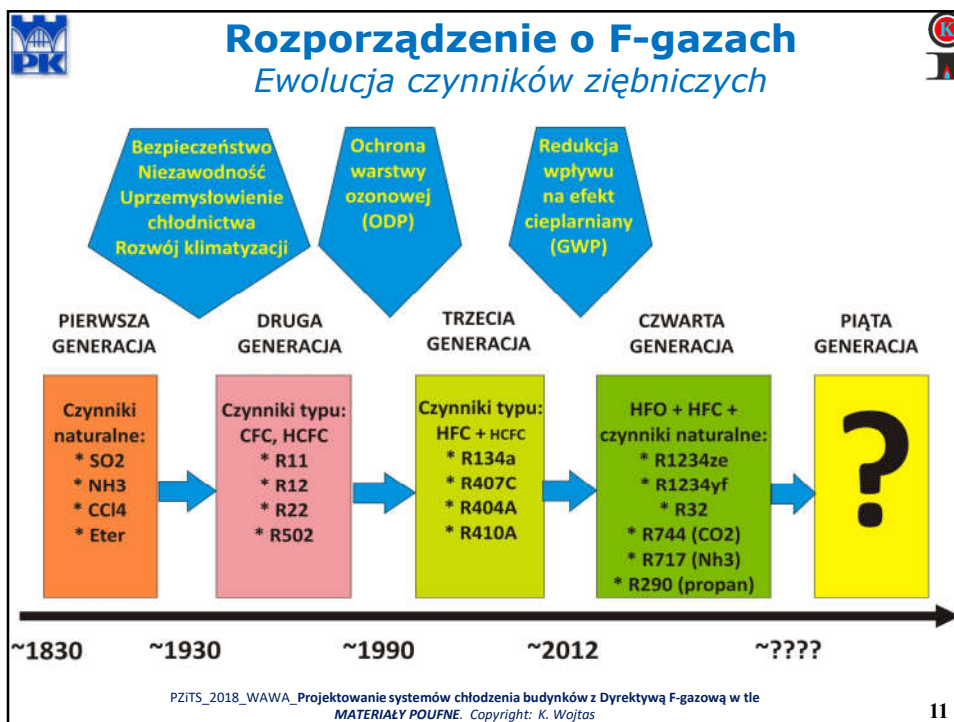 PK
Rozporządzenie o F-gazach
K
Ewolucja czynników ziębniczych
Bezpieczeństwo
Niezawodność
Uprzemysłowienie
chłodnictwa
Rozwój klimatyzacji
Ochrona
warstwy
ozonowej
(ODP)
Redukcja
wpływu
na efekt
cieplarniany
(GWP)
PIERWSZA
GENERACJA
DRUGA
GENERACJA
TRZECIA
GENERACJA
CZWARTA
GENERACJA
PIĄTA
GENERACJA
Czynniki
naturalne:
* SO2
* NH3
* CCl4
* Eter
Czynniki typu:
CFC, HCFC
* R11
* R12
* R22
* R502
Czynniki typu:
HFC + HCFC
* R134a
* R407C
* R404A
* R410A
HFO + HFC +
czynniki naturalne:
* R1234ze
* R1234yf
* R32
* R744 (CO2)
* R717 (Nh3)
* R290 (propan)
?
~1830
~1930
~1990
~2012
~????
PZiTS_2018_WAWA_Projektowanie systemów chłodzenia budynków z Dyrektywą F-gazową w tle
MATERIAŁY POUFNE. Copyright: K. Wojtas
11